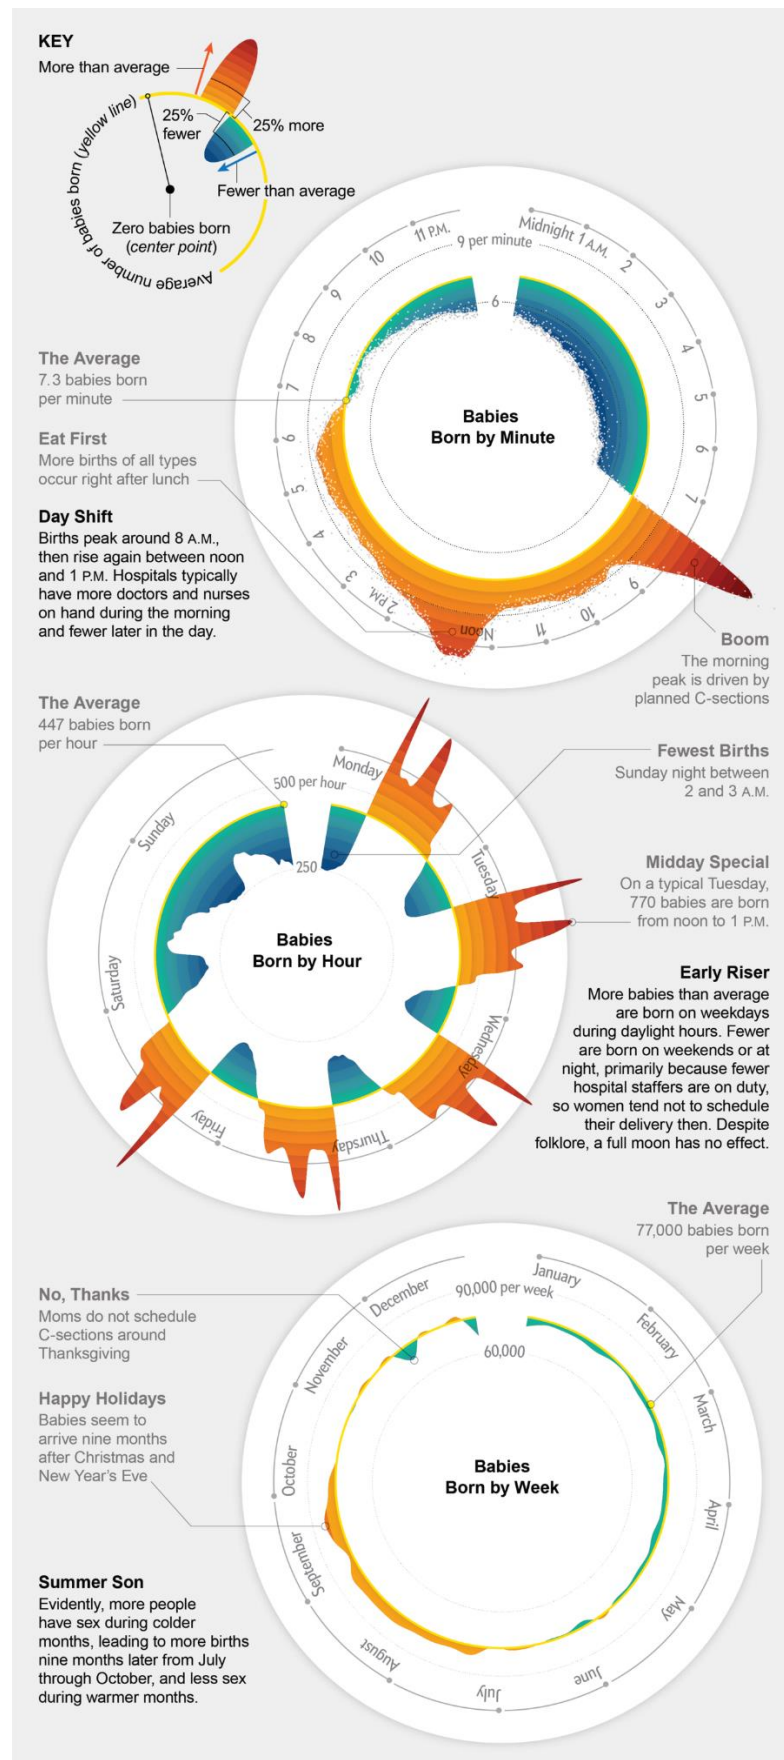 KEY
More than average
25%
fewer
25% more
Fewer than average
Zero babies born
(center point)
Average number of babies born (yellow line)
Midnight
1 A.M.
2
3
4
5
6
7
9
10
11
Noon
2 P.M.
3
4
5
6
7
8
9
10
11 P.M.
9 per minute
6
Babies
Born by Minute
The Average
7.3 babies born
per minute
Eat First
More births of all types
occur right after lunch
Day Shift
Births peak around 8 A.M.,
then rise again between noon
and 1 P.M. Hospitals typically
have more doctors and nurses
on hand during the morning
and fewer later in the day.
Boom
The morning
peak is driven by
planned C-sections
The Average
447 babies born
per hour
Monday
Tuesday
Wednesday
Thursday
Friday
Saturday
Sunday
500 per hour
250
Babies
Born by Hour
Fewest Births
Sunday night between
2 and 3 A.M.
Midday Special
On a typical Tuesday,
770 babies are born
from noon to 1 P.M.
Early Riser
More babies than average
are born on weekdays
during daylight hours. Fewer
are born on weekends or at
night, primarily because fewer
hospital staffers are on duty,
so women tend not to schedule
their delivery then. Despite
folklore, a full moon has no effect.
The Average
77,000 babies born
per week
January
February
March
April
May
June
July
August
September
October
November
December
90,000 per week
60,000
Babies
Born by Week
No, Thanks
Moms do not schedule
C-sections around
Thanksgiving
Happy Holidays
Babies seem to
arrive nine months
after Christmas and
New Year's Eve
Summer Son
Evidently, more people
have sex during colder
months, leading to more births
nine months later from July
through October, and less sex
during warmer months.